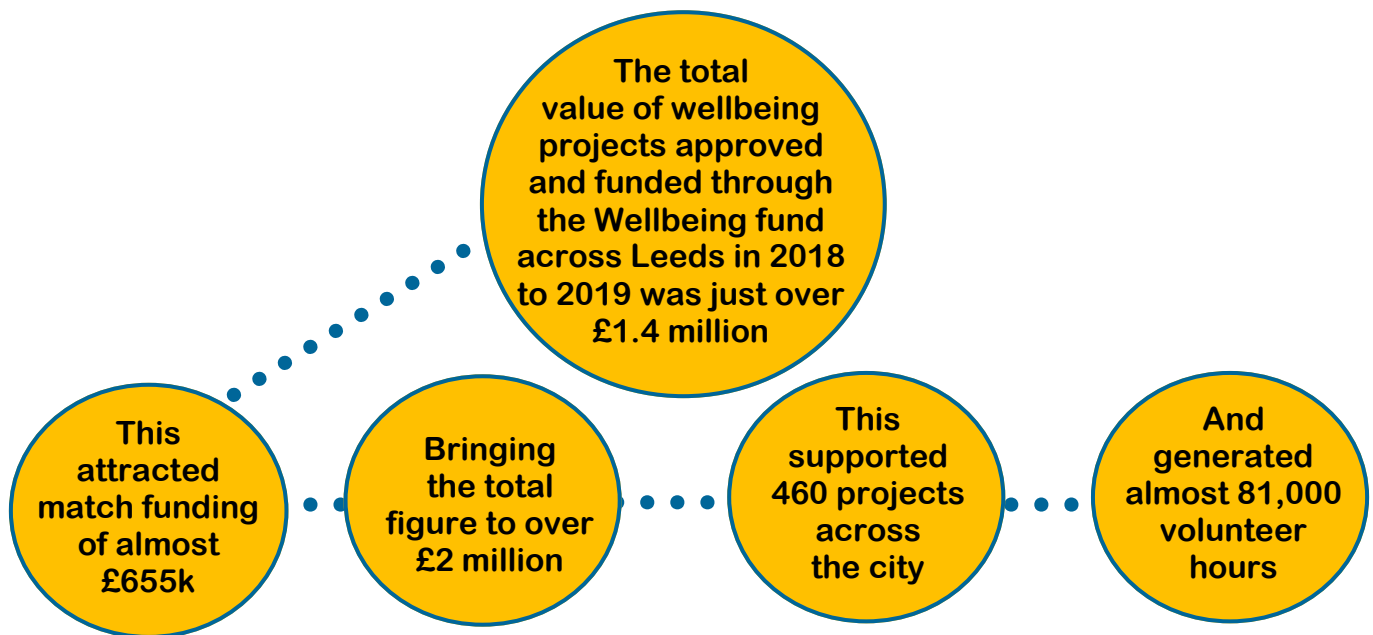 The total
value of wellbeing
projects approved
and funded through
the Wellbeing fund
across Leeds in 2018
to 2019 was just over
£1.4 million
This
attracted
match funding
of almost
£655k
Bringing
the total
figure to over
£2 million
This
supported
460 projects
across
the city
And
generated
almost 81,000
volunteer
hours